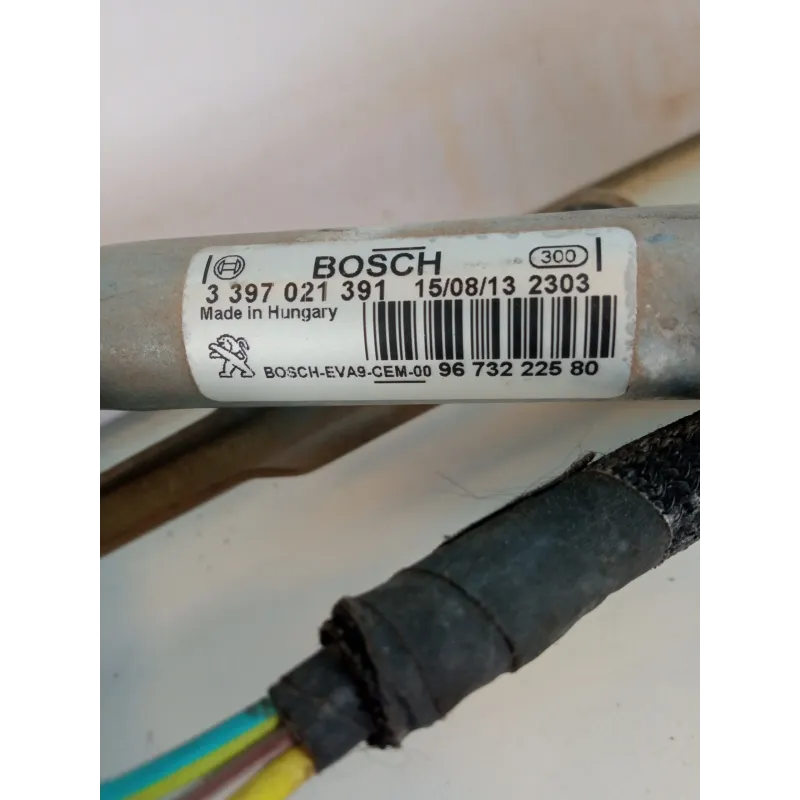 BOSCH 300
3 397 021 391 15/08/13 2303
Made in Hungary
BOSCH-EVA9-CEM-00 96 732 225 80